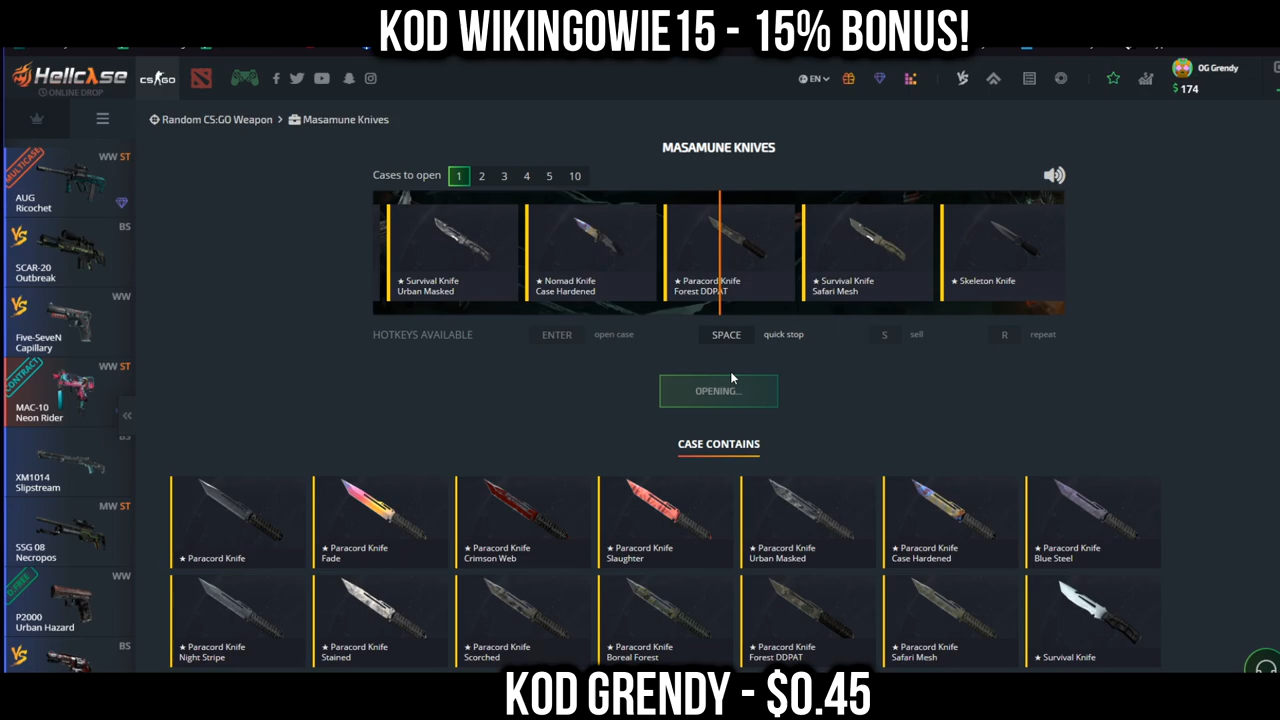 KOD WIKINGOWIE15 - 15% BONUS!
Hellcλse
ONLINE DROP
CS:GO
EN
VS
OG Grendy
$ 174
Random CS:GO Weapon > Masamune Knives
MASAMUNE KNIVES
Cases to open 1 2 3 4 5 10
★ Survival Knife
Urban Masked
★ Nomad Knife
Case Hardened
★ Paracord Knife
Forest DDPAT
★ Survival Knife
Safari Mesh
★ Skeleton Knife
HOTKEYS AVAILABLE ENTER open case SPACE quick stop S sell R repeat
OPENING...
CASE CONTAINS
★ Paracord Knife
★ Paracord Knife
Fade
★ Paracord Knife
Crimson Web
★ Paracord Knife
Slaughter
★ Paracord Knife
Urban Masked
★ Paracord Knife
Case Hardened
★ Paracord Knife
Blue Steel
★ Paracord Knife
Night Stripe
★ Paracord Knife
Stained
★ Paracord Knife
Scorched
★ Paracord Knife
Boreal Forest
★ Paracord Knife
Forest DDPAT
★ Paracord Knife
Safari Mesh
★ Survival Knife
MULTICASE
WW ST
AUG
Ricochet
VS
BS
SCAR-20
Outbreak
VS
WW
Five-SeveN
Capillary
CONTRACT
WW ST
MAC-10
Neon Rider
BS
XM1014
Slipstream
MW ST
SSG 08
Necropos
D.FREE
WW
P2000
Urban Hazard
VS
BS
KOD GRENDY - $0.45